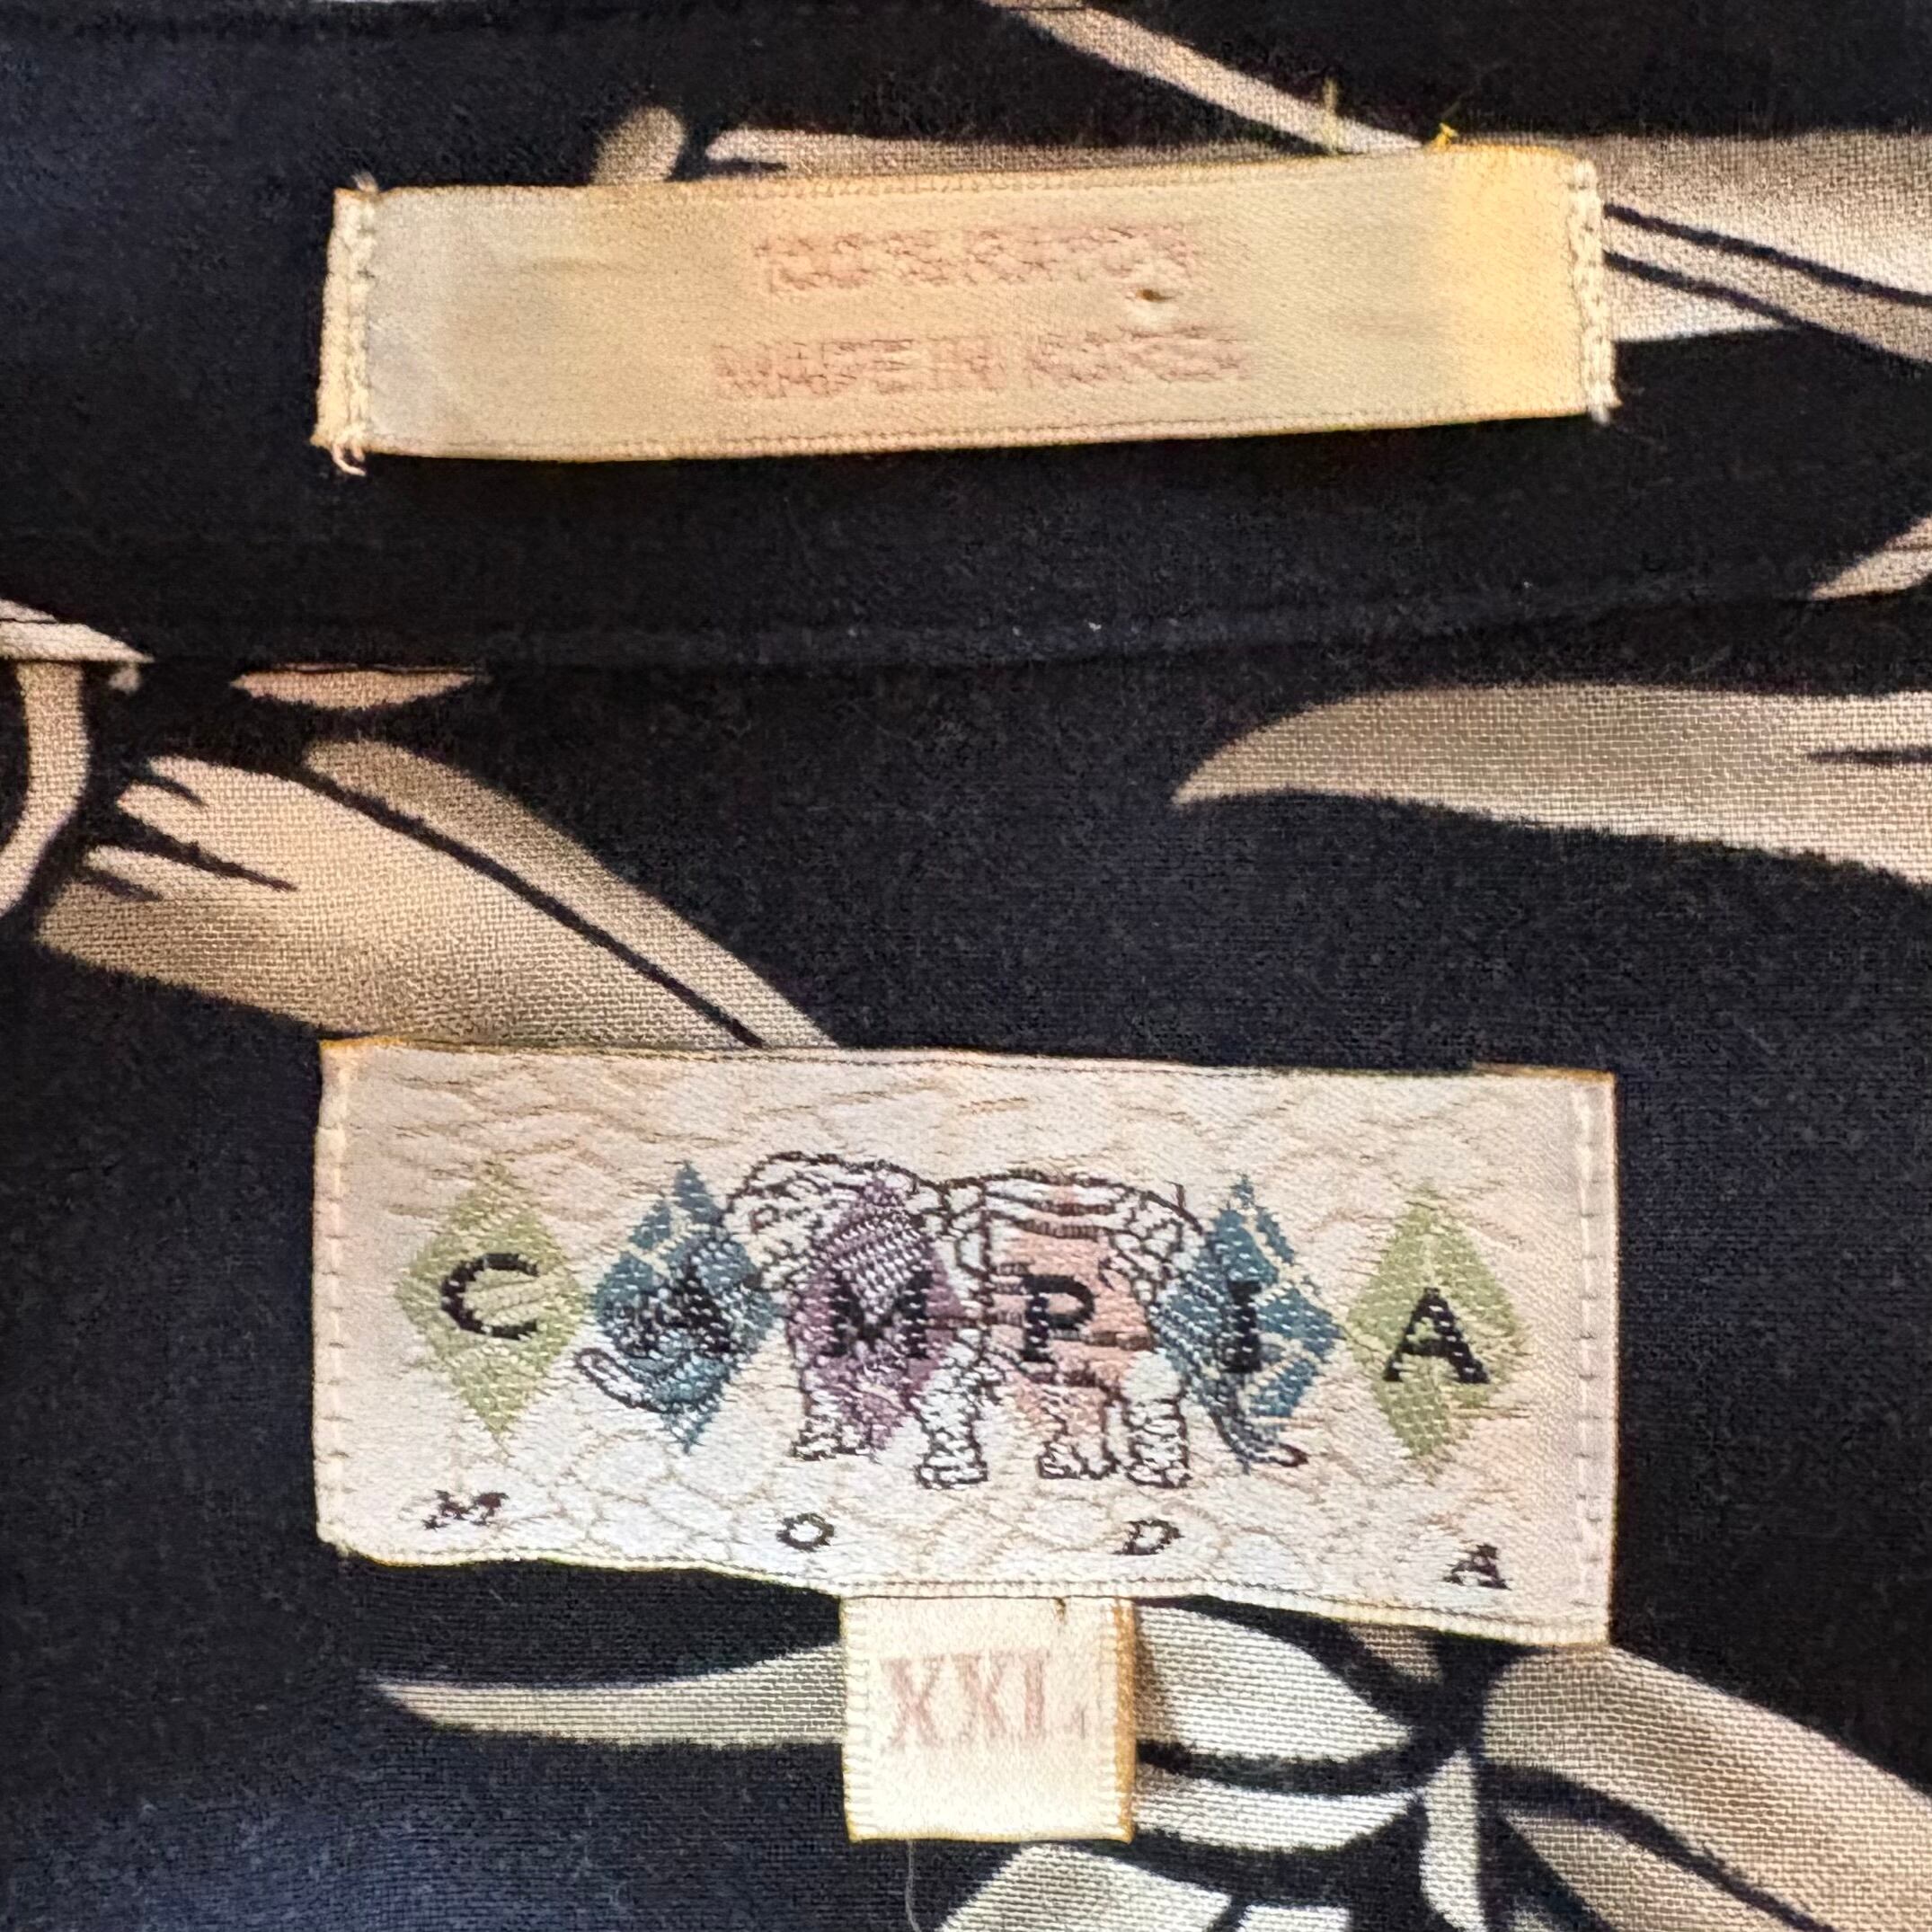 100% RAYON
MADE IN KOREA
CAMPIA
MODA
XXL